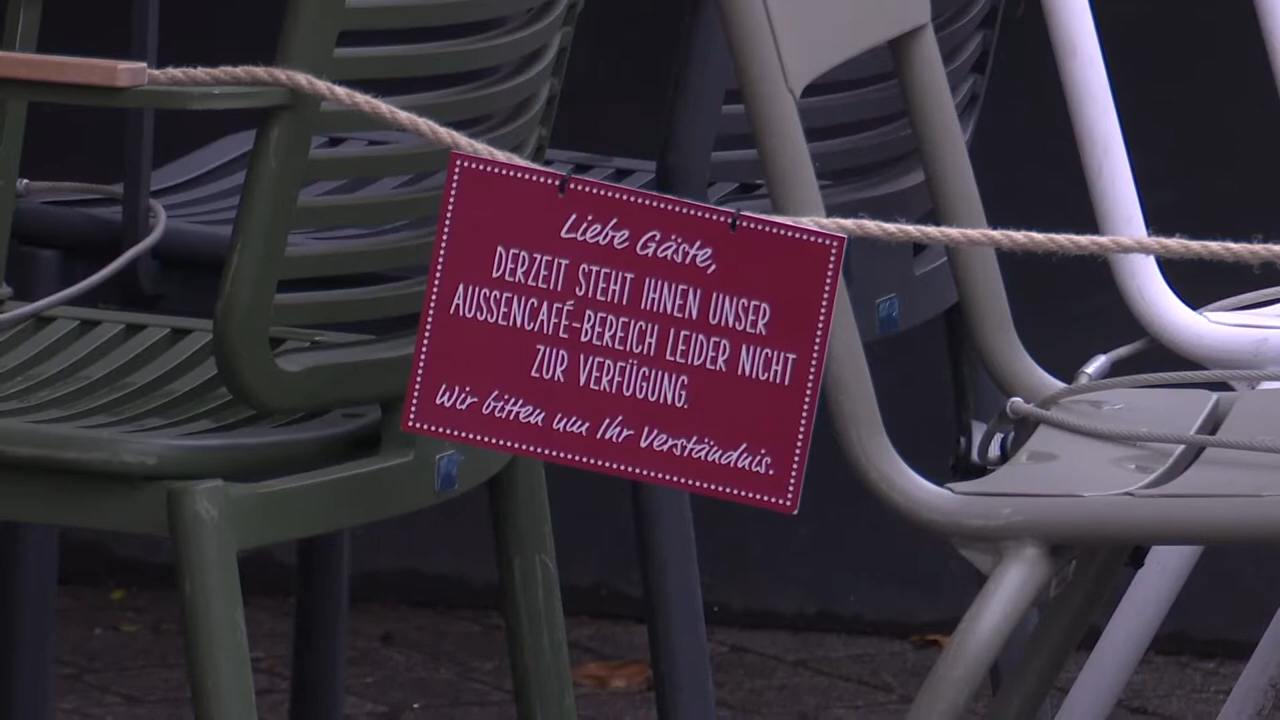 Liebe Gäste,
DERZEIT STEHT IHNEN UNSER
AUSSENCAFÉ-BEREICH LEIDER NICHT
ZUR VERFÜGUNG.
Wir bitten um Ihr Verständnis.